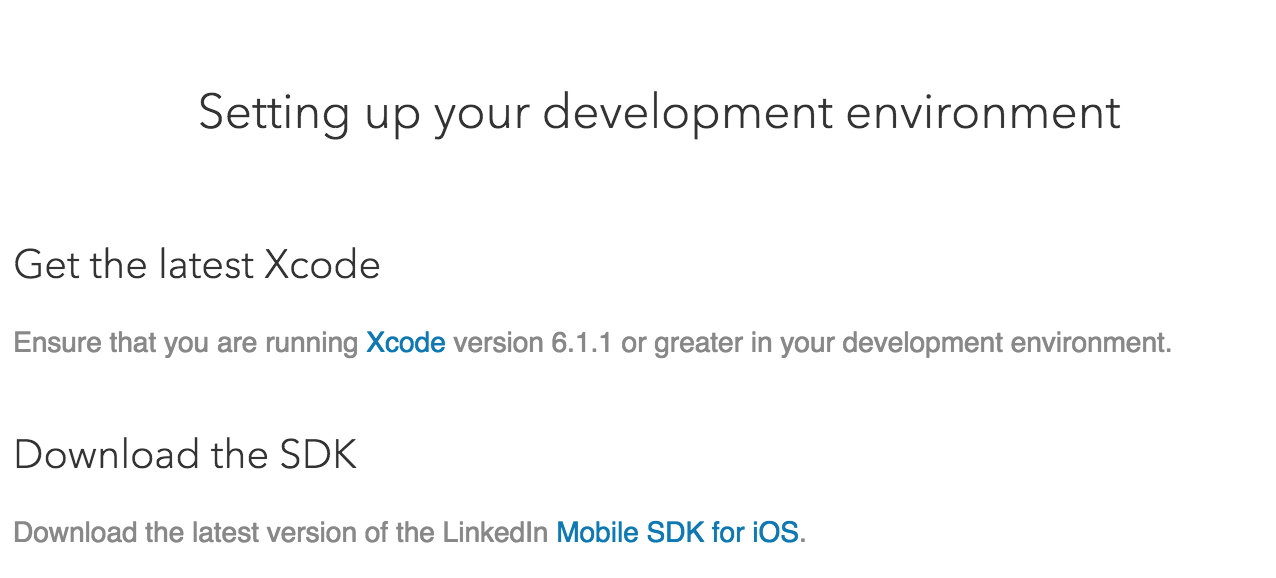 Setting up your development environment
Get the latest Xcode
Ensure that you are running Xcode version 6.1.1 or greater in your development environment.
Download the SDK
Download the latest version of the LinkedIn Mobile SDK for iOS.